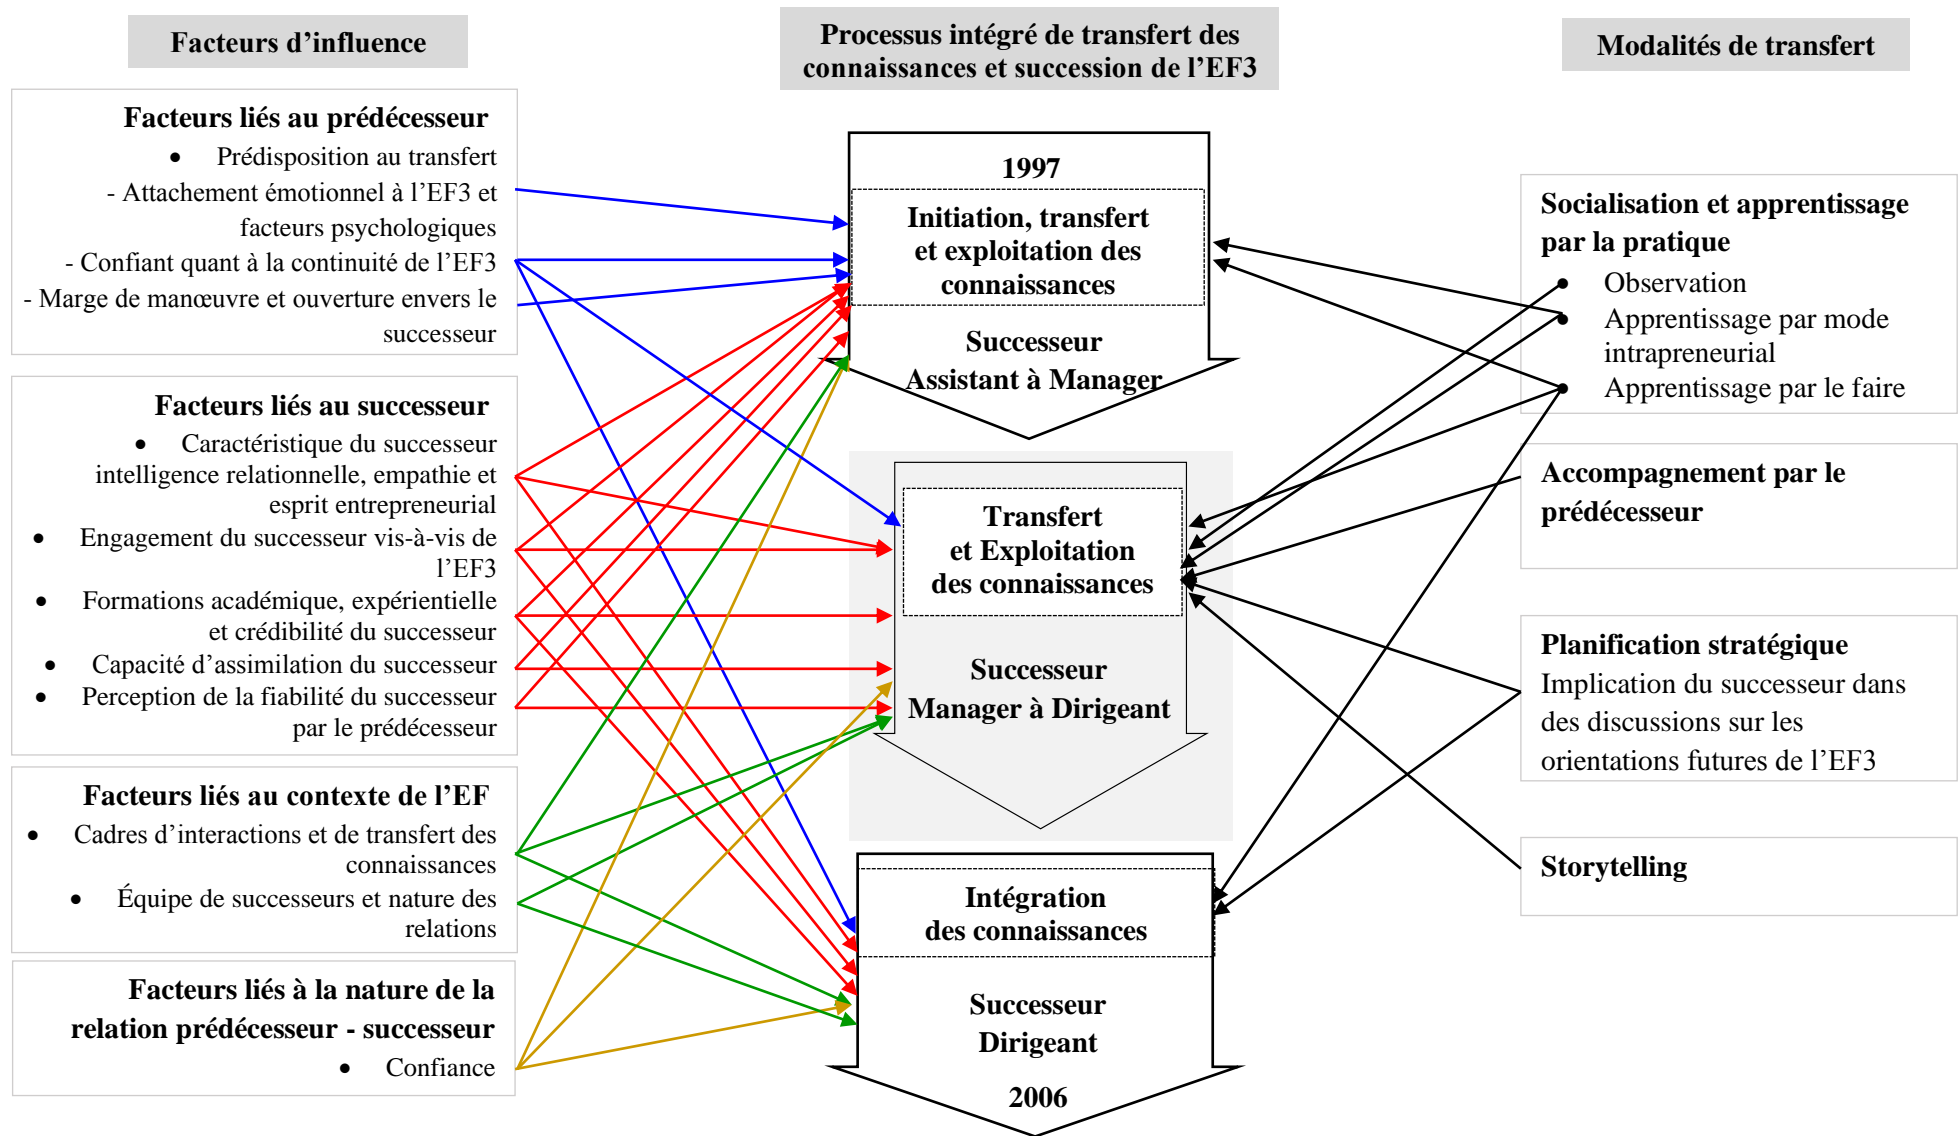 Facteurs d’influence
Facteurs liés au prédécesseur
• Prédisposition au transfert
- Attachement émotionnel à l’EF3 et
facteurs psychologiques
- Confiant quant à la continuité de l’EF3
- Marge de manœuvre et ouverture envers le
successeur
Facteurs liés au successeur
• Caractéristique du successeur
intelligence relationnelle, empathie et
esprit entrepreneurial
• Engagement du successeur vis-à-vis de
l’EF3
• Formations académique, expérientielle
et crédibilité du successeur
• Capacité d’assimilation du successeur
• Perception de la fiabilité du successeur
par le prédécesseur
Facteurs liés au contexte de l’EF
• Cadres d’interactions et de transfert des
connaissances
• Équipe de successeurs et nature des
relations
Facteurs liés à la nature de la
relation prédécesseur - successeur
• Confiance
Processus intégré de transfert des
connaissances et succession de l’EF3
1997
Initiation, transfert
et exploitation des
connaissances
Successeur
Assistant à Manager
Transfert
et Exploitation
des connaissances
Successeur
Manager à Dirigeant
Intégration
des connaissances
Successeur
Dirigeant
2006
Modalités de transfert
Socialisation et apprentissage
par la pratique
• Observation
• Apprentissage par mode
intrapreneurial
• Apprentissage par le faire
Accompagnement par le
prédécesseur
Planification stratégique
Implication du successeur dans
des discussions sur les
orientations futures de l’EF3
Storytelling